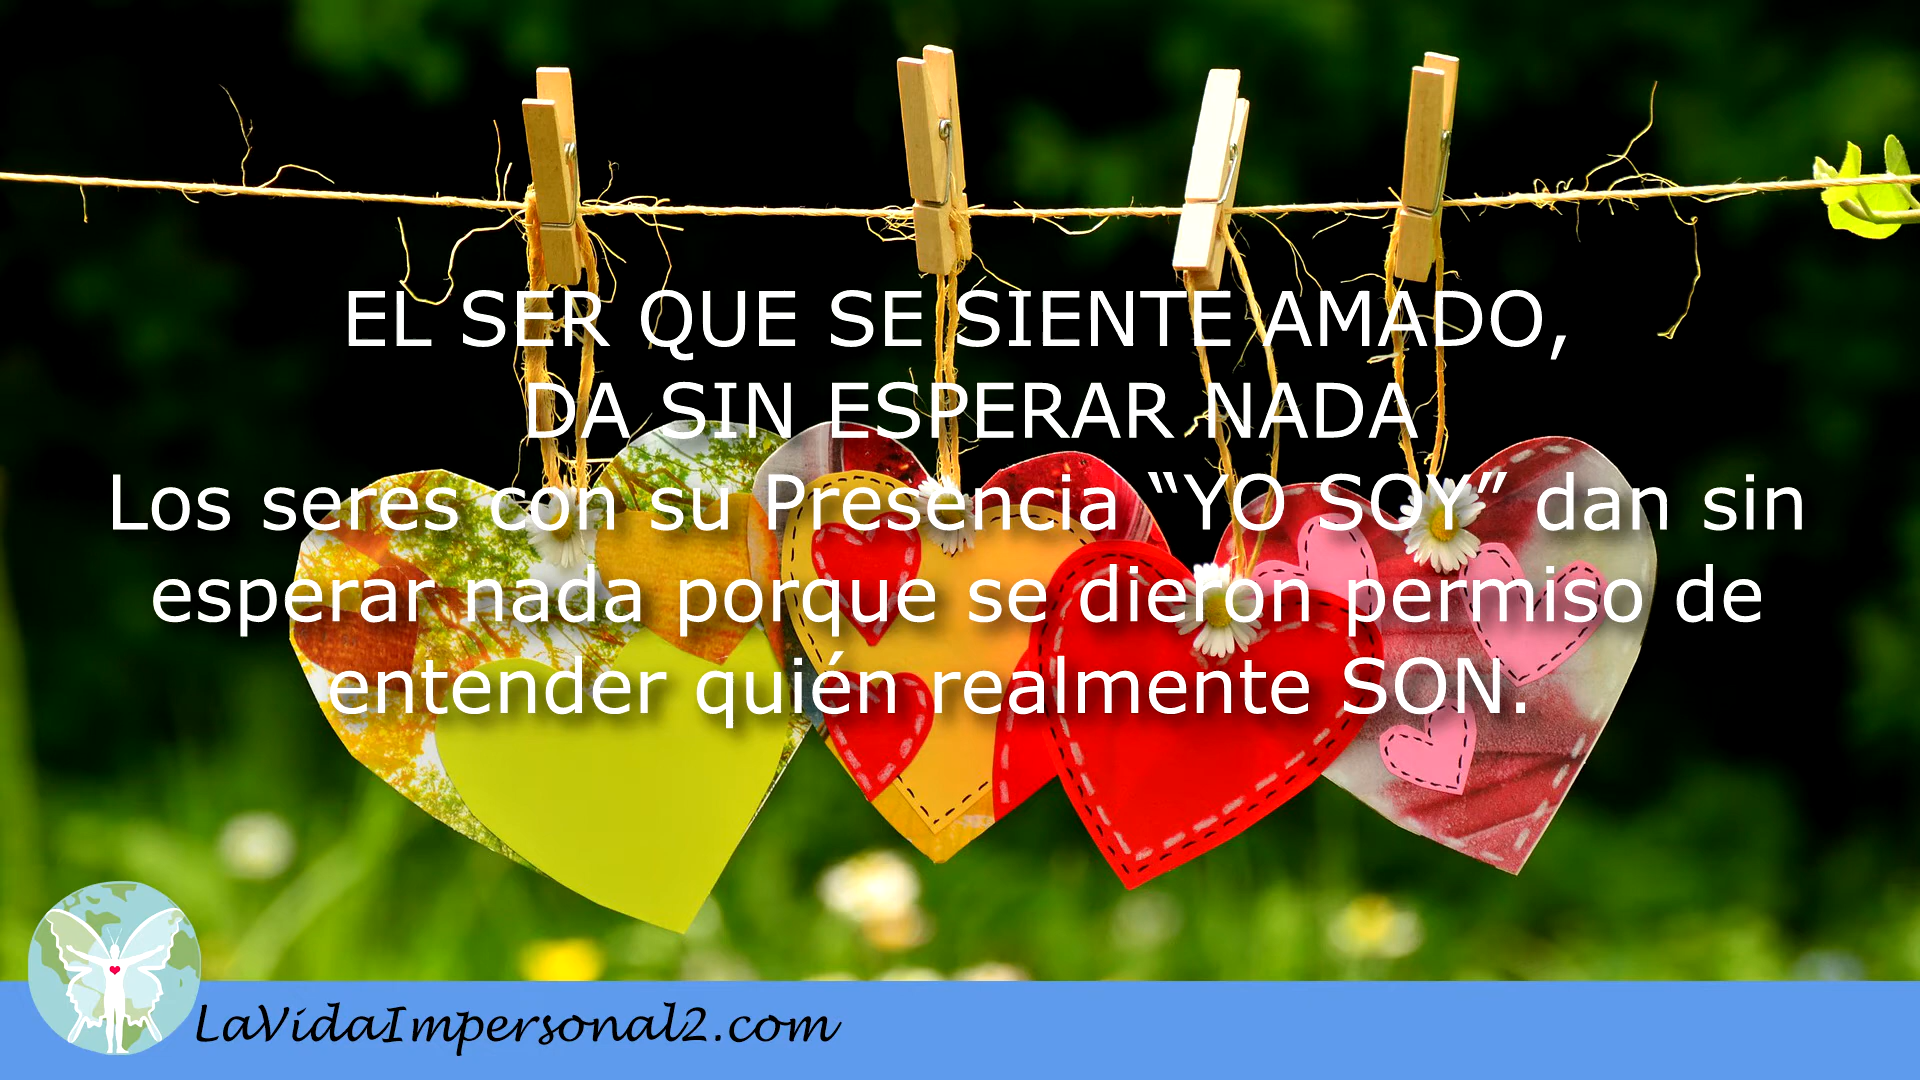 EL SER QUE SE SIENTE AMADO,
DA SIN ESPERAR NADA
Los seres con su Presencia “YO SOY” dan sin
esperar nada porque se dieron permiso de
entender quién realmente SON.
LaVidaImpersonal2.com